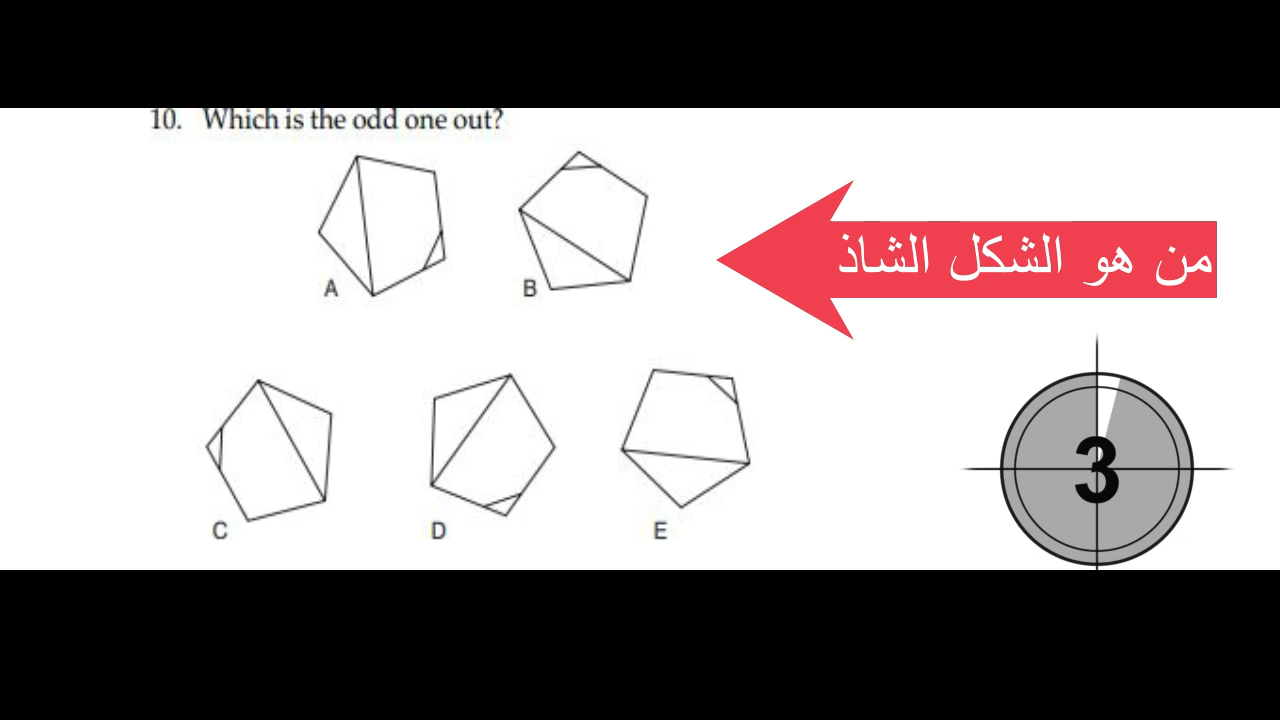 10. Which is the odd one out?
A
B
من هو الشكل الشاذ
C
D
E
3